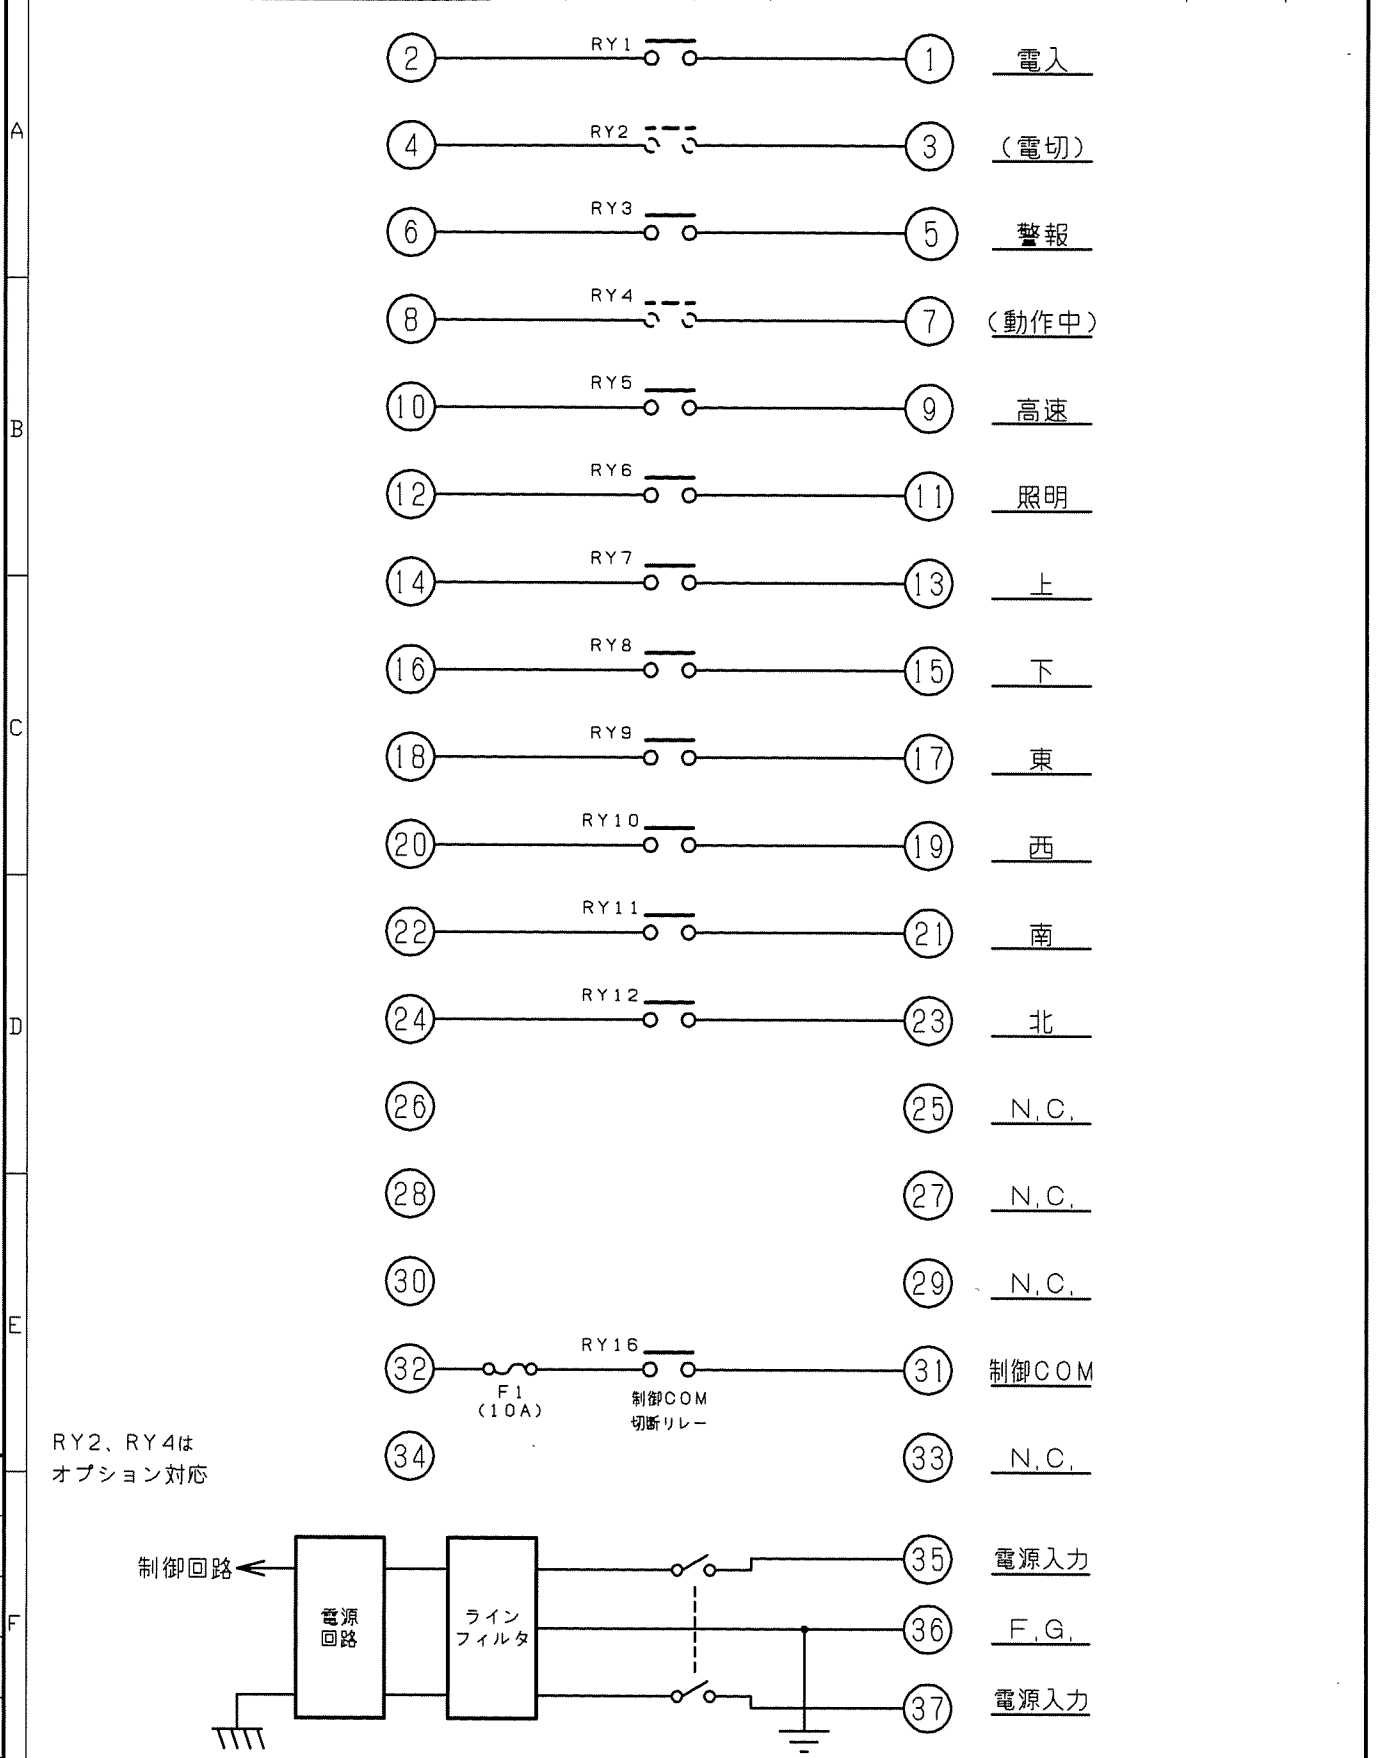 2 RY1 1 電入
A
4 RY2 3 (電切)
6 RY3 5 警報
8 RY4 7 (動作中)
10 RY5 9 高速
B
12 RY6 11 照明
14 RY7 13 上
16 RY8 15 下
C
18 RY9 17 東
20 RY10 19 西
22 RY11 21 南
24 RY12 23 北
D
26 25 N.C.
28 27 N.C.
30 29 N.C.
E
32 RY16 31 制御COM
F1
(10A)
制御COM
切断リレー
RY2、RY4は
オプション対応
34 33 N.C.
制御回路 35 電源入力
電源
回路
ライン
フィルタ
36 F.G.
F
37 電源入力